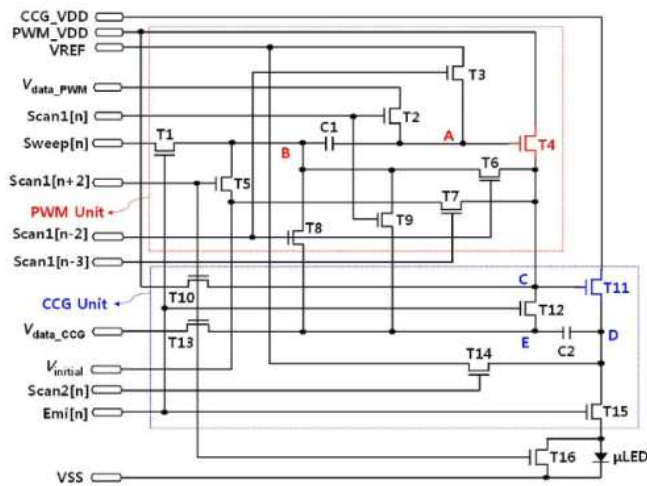 CCG_VDD
PWM_VDD
VREF
T3
Vdata_PWM
T2
Scan1[n]
C1
A
Sweep[n]
T1
B
T4
T6
Scan1[n+2]
T5
T7
PWM Unit
T9
T8
Scan1[n-2]
Scan1[n-3]
C
T11
T10
CCG Unit
T12
Vdata_CCG
T13
E
C2
D
T14
Vinitial
Scan2[n]
Emi[n]
T15
T16
μLED
VSS